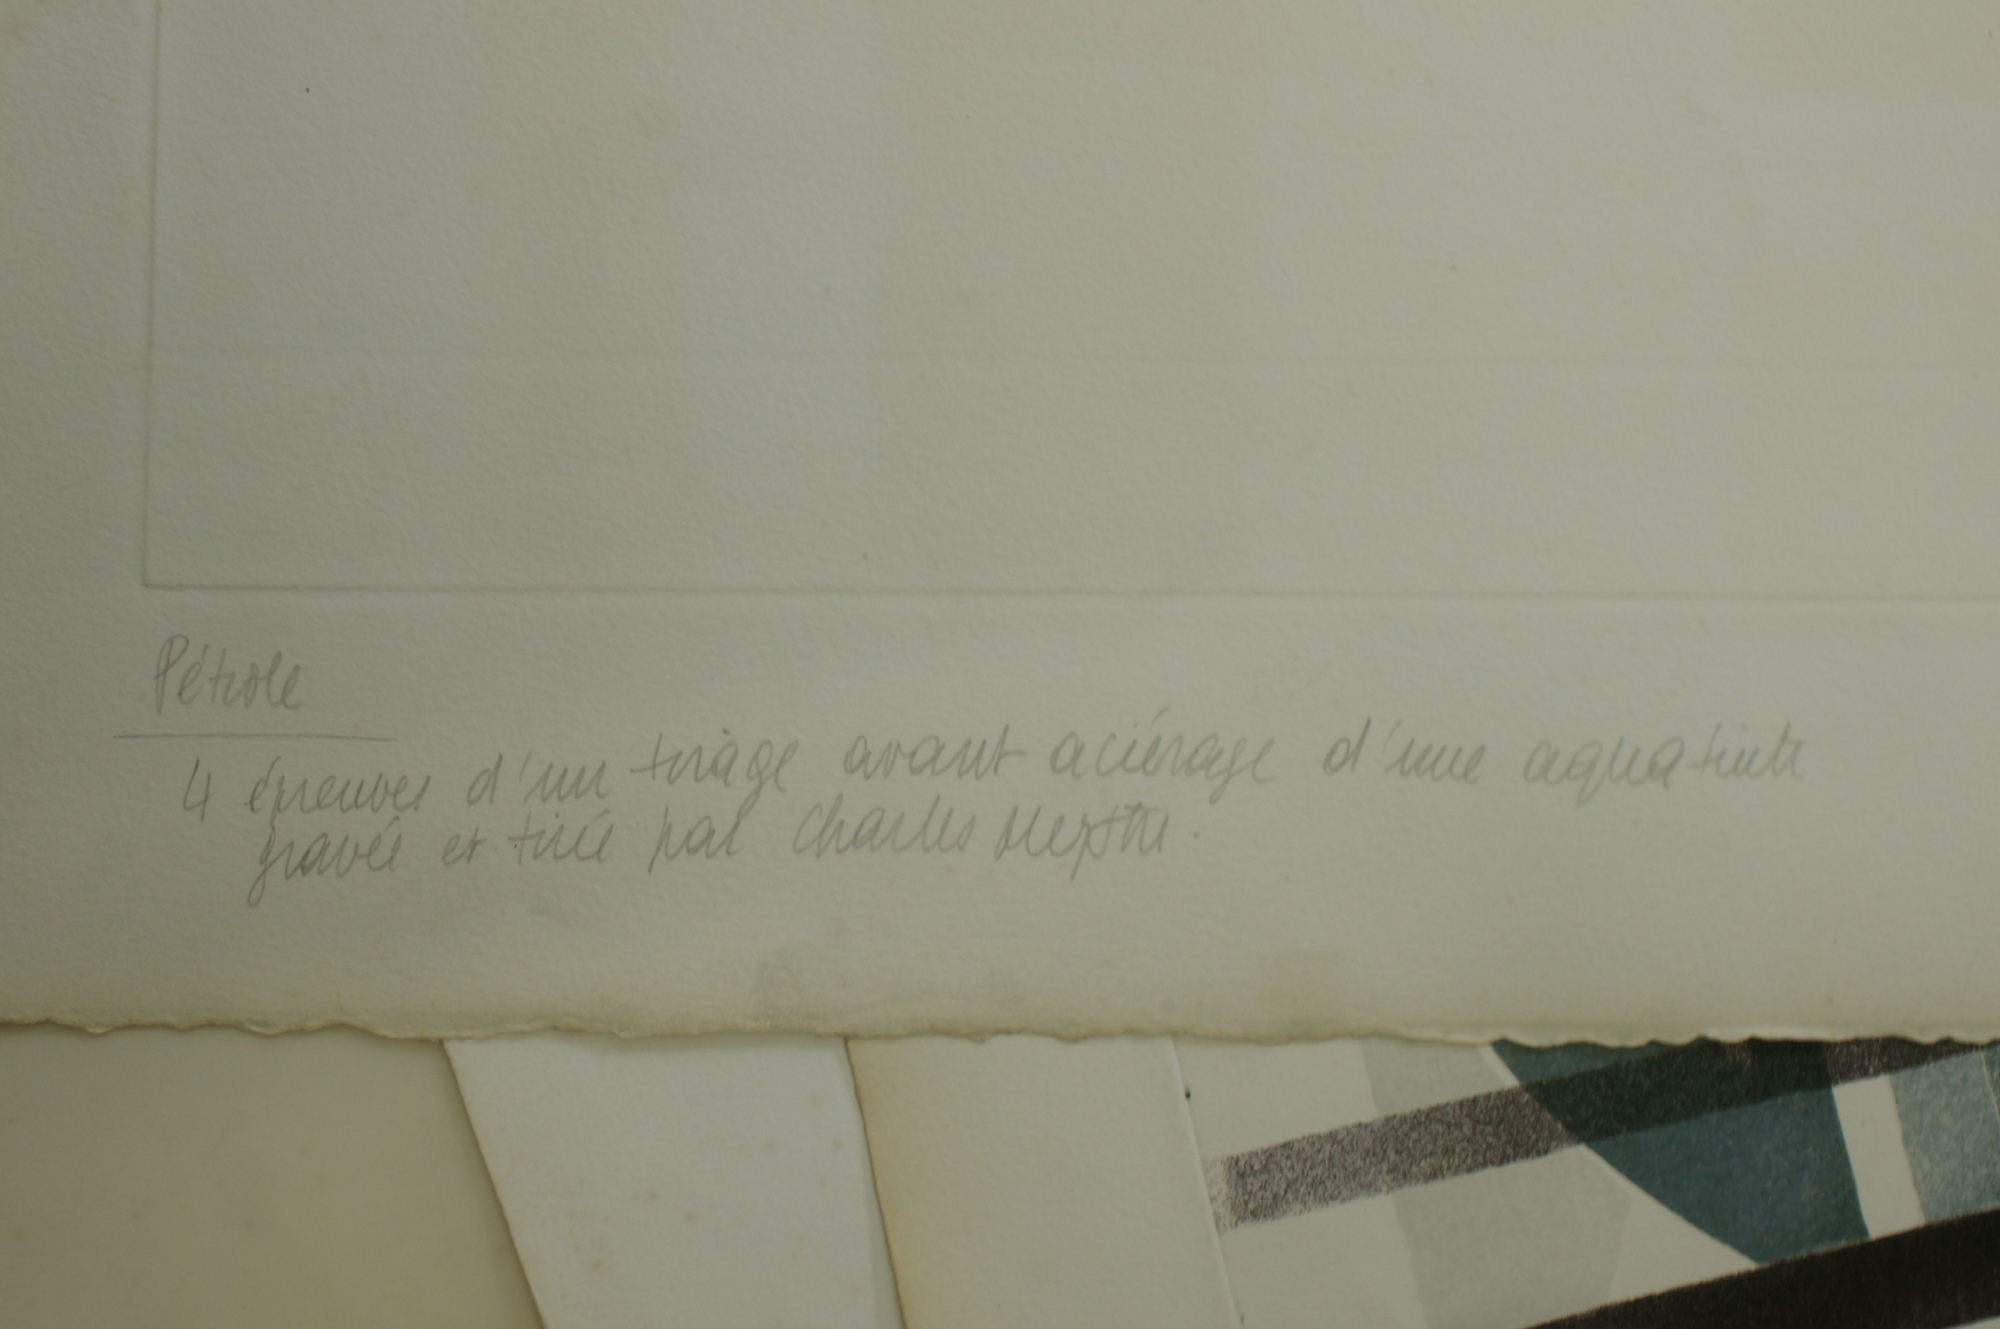 Pétrole
4 épreuves d'un tirage avant aciérage d'une aquatinte
gravée et tirée par Charles